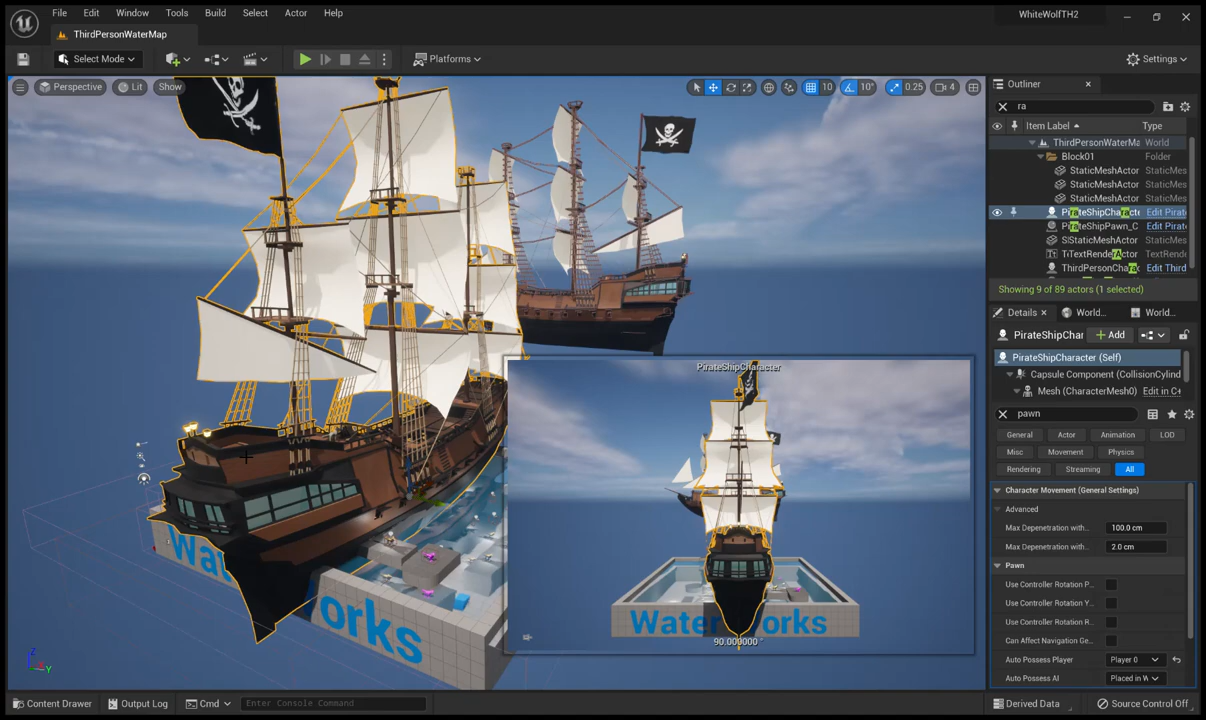 File Edit Window Tools Build Select Actor Help
WhiteWolfTH2
ThirdPersonWaterMap
Select Mode
Platforms
Settings
Perspective
Lit
Show
10
10°
0.25
4
Outliner
ra
Item Label
Type
ThirdPersonWaterMa World
Block01 Folder
StaticMeshActor StaticMes
StaticMeshActor StaticMes
StaticMeshActor StaticMes
PirateShipCharacte Edit Pirat
PirateShipPawn_C Edit Pirat
SiStaticMeshActor StaticMes
TiTextRenderActor TextRende
ThirdPersonCharac Edit Third
Showing 9 of 89 actors (1 selected)
Details
World...
World...
PirateShipChar
+ Add
PirateShipCharacter (Self)
Capsule Component (CollisionCylind
Mesh (CharacterMesh0) Edit in C+
pawn
General Actor Animation LOD
Misc Movement Physics
Rendering Streaming All
Character Movement (General Settings)
Advanced
Max Depenetration with... 100.0 cm
Max Depenetration with... 2.0 cm
Pawn
Use Controller Rotation P...
Use Controller Rotation Y...
Use Controller Rotation R...
Can Affect Navigation Ge...
Auto Possess Player Player 0
Auto Possess AI Placed in W
PirateShipCharacter
Water orks
90.000000 °
Wat
orks
Z
Y
Content Drawer
Output Log
Cmd
Enter Console Command
Derived Data
Source Control Off